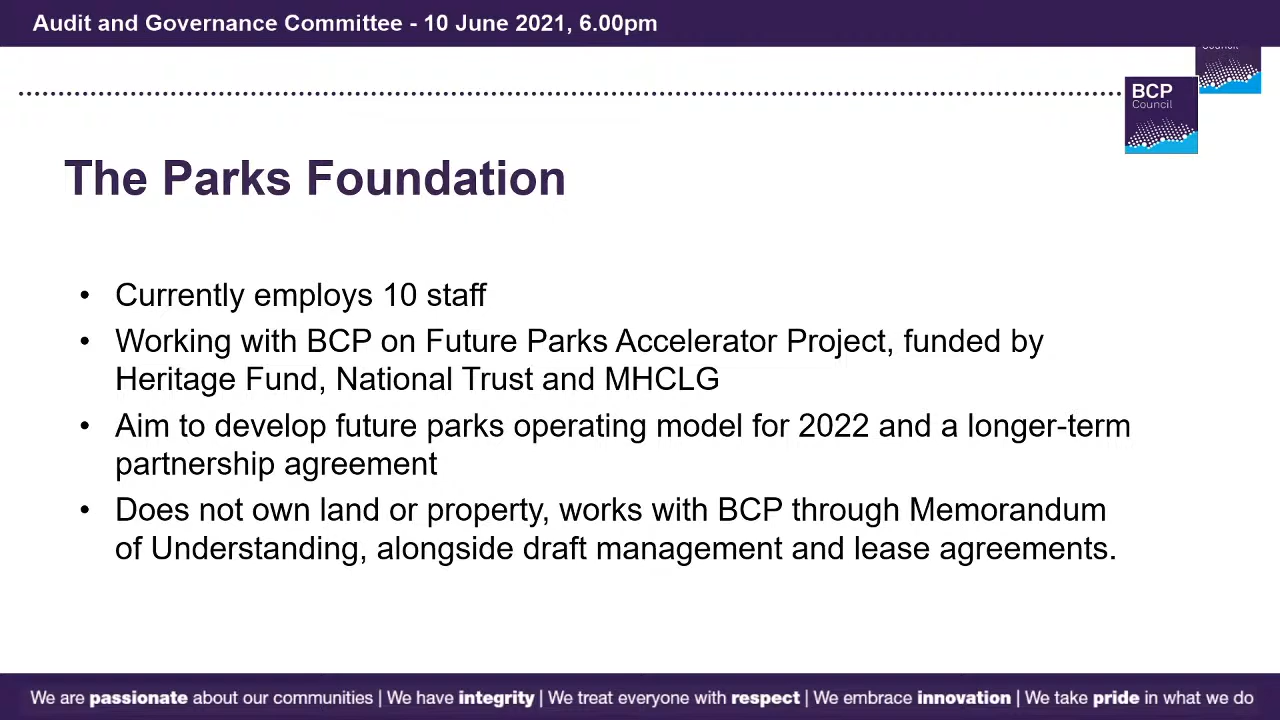 Audit and Governance Committee - 10 June 2021, 6.00pm
Council
BCP
Council
The Parks Foundation
• Currently employs 10 staff
• Working with BCP on Future Parks Accelerator Project, funded by
Heritage Fund, National Trust and MHCLG
• Aim to develop future parks operating model for 2022 and a longer-term
partnership agreement
• Does not own land or property, works with BCP through Memorandum
of Understanding, alongside draft management and lease agreements.
We are passionate about our communities | We have integrity | We treat everyone with respect | We embrace innovation | We take pride in what we do